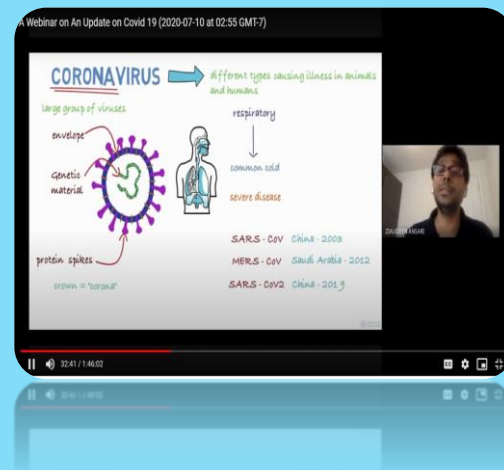 A Webinar on An Update on Covid 19 (2020-07-10 at 02:55 GMT-7)
CORONAVIRUS
different types causing illness in animals
and humans
large group of viruses
respiratory
envelope
Genetic
material
common cold
severe disease
protein spikes
crown = "corona"
SARS - CoV China - 2003
MERS - CoV Saudi Arabia - 2012
SARS - CoV2 China - 2019
ANSARI
32:41 / 1:46:02